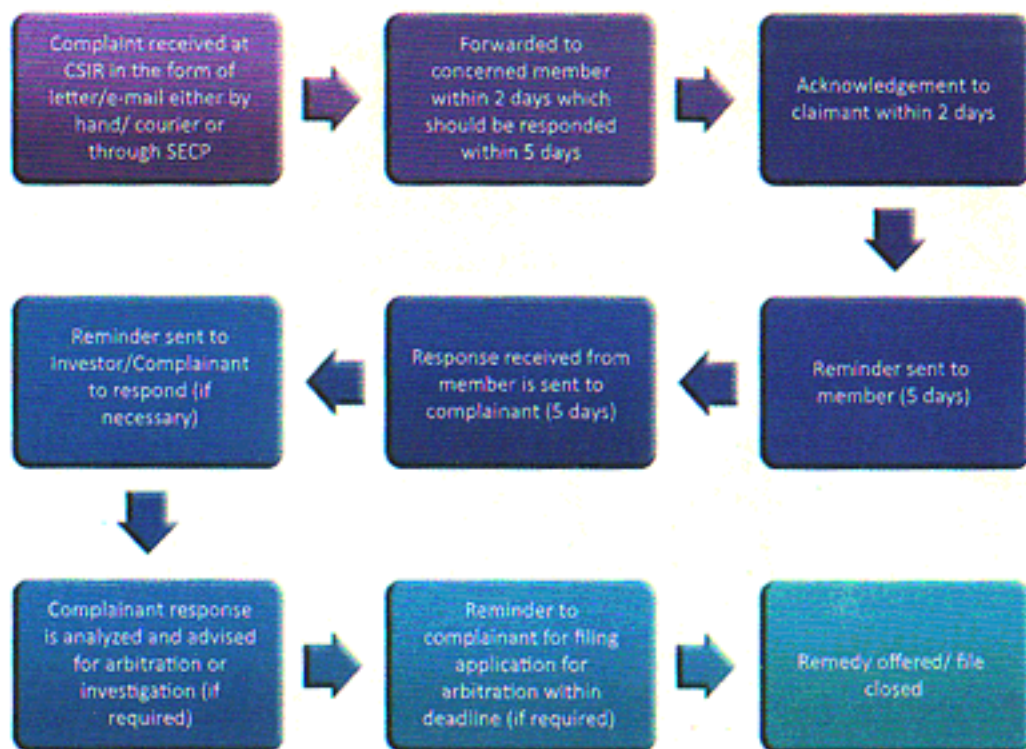 Complaint received at
CSIR in the form of
letter/e-mail either by
hand/ courier or
through SECP
Forwarded to
concerned member
within 2 days which
should be responded
within 5 days
Acknowledgement to
claimant within 2 days
Reminder sent to
member (5 days)
Response received from
member is sent to
complainant (5 days)
Reminder sent to
Investor/Complainant
to respond (if
necessary)
Complainant response
is analyzed and advised
for arbitration or
investigation (if
required)
Reminder to
complainant for filing
application for
arbitration within
deadline (if required)
Remedy offered/ file
closed